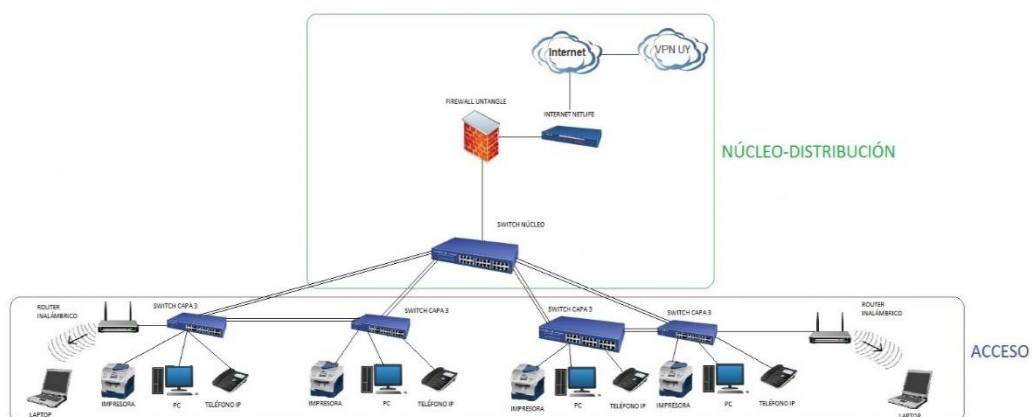 Internet
VPN UY
FIREWALL UNTANGLE
INTERNET NETLIFE
NÚCLEO-DISTRIBUCIÓN
SWITCH NÚCLEO
ROUTER
INALÁMBRICO
SWITCH CAPA 3
SWITCH CAPA 3
SWITCH CAPA 3
SWITCH CAPA 3
ROUTER
INALÁMBRICO
ACCESO
LAPTOP
IMPRESORA
PC
TELÉFONO IP
IMPRESORA
PC
TELÉFONO IP
IMPRESORA
PC
TELÉFONO IP
IMPRESORA
PC
TELÉFONO IP
LAPTOP